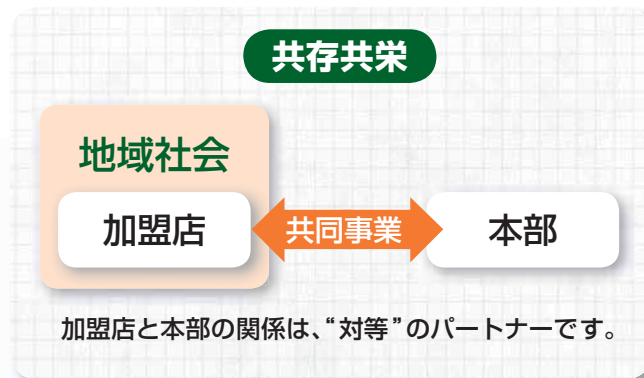 共存共栄
地域社会
加盟店
共同事業
本部
加盟店と本部の関係は、“対等”のパートナーです。